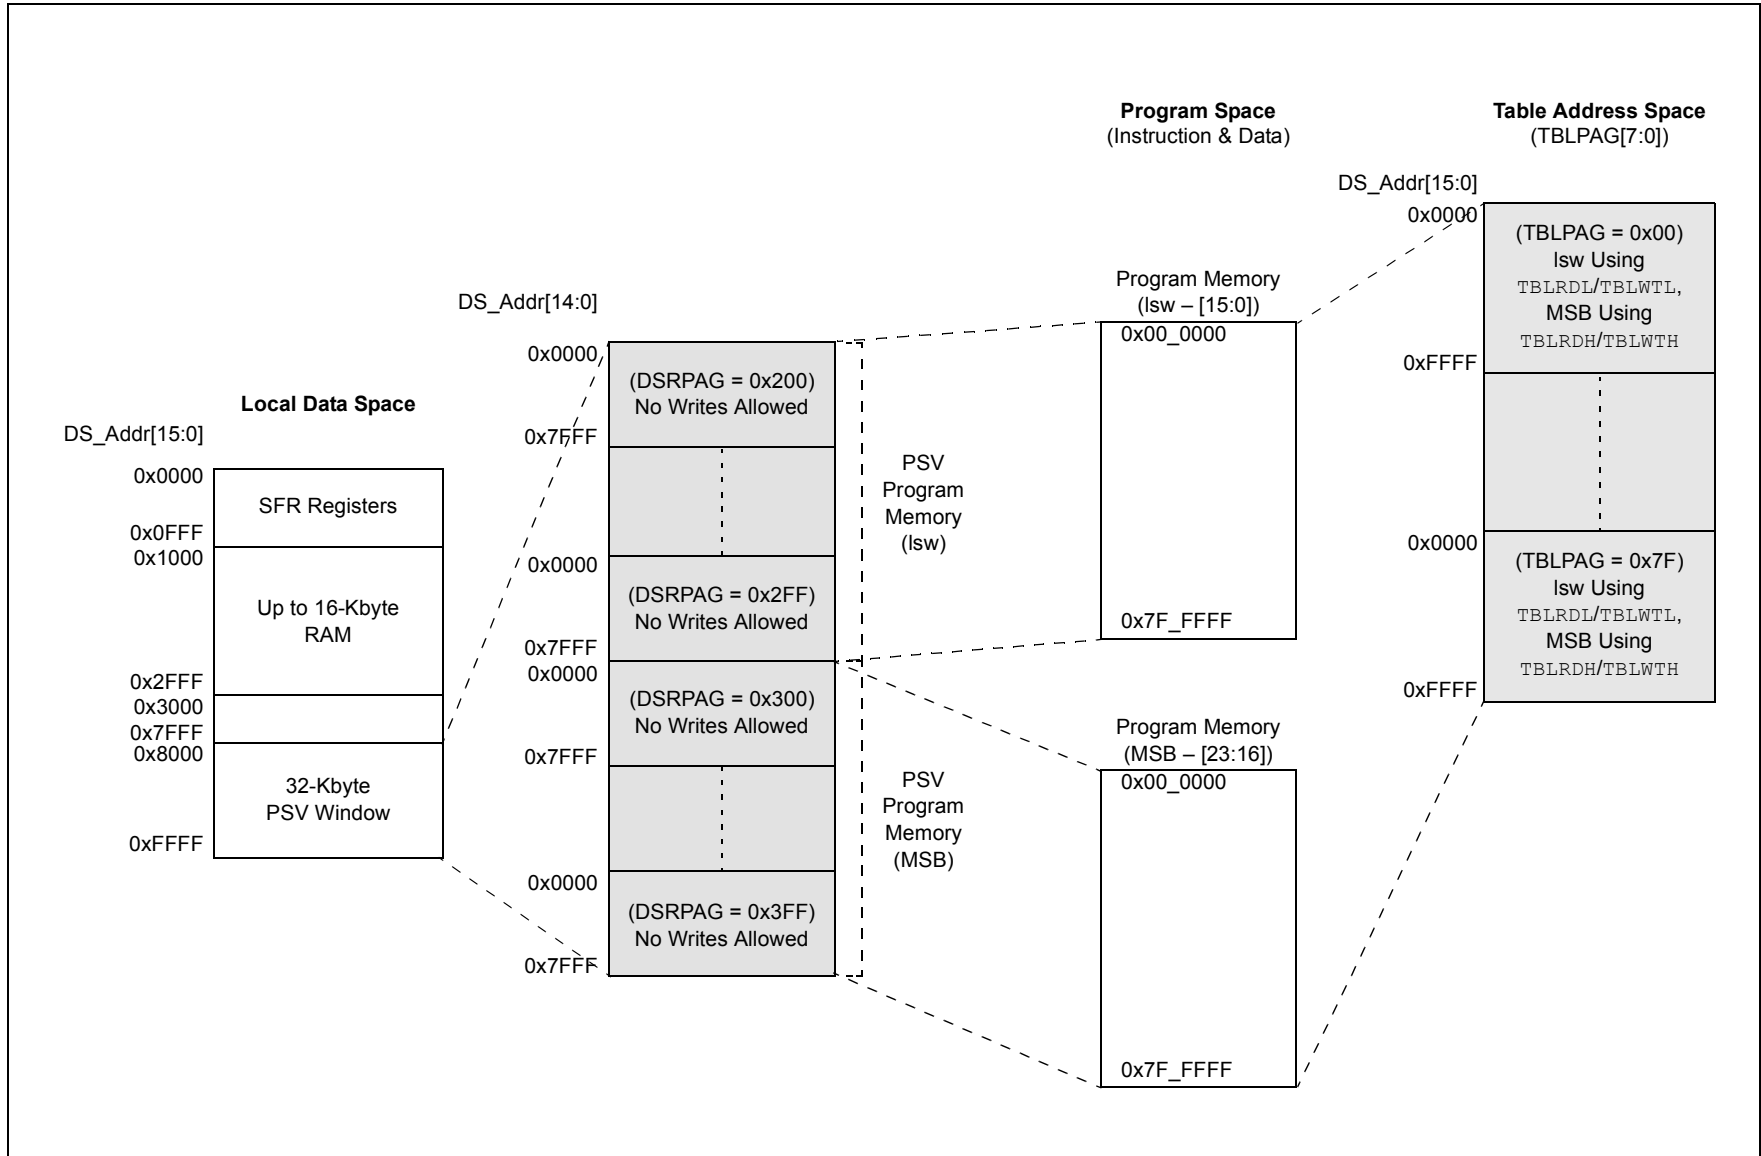 Local Data Space
DS_Addr[15:0]
0x0000
SFR Registers
0x0FFF
0x1000
Up to 16-Kbyte
RAM
0x2FFF
0x3000
0x7FFF
0x8000
32-Kbyte
PSV Window
0xFFFF
DS_Addr[14:0]
0x0000
(DSRPAG = 0x200)
No Writes Allowed
0x7FFF
0x0000
(DSRPAG = 0x2FF)
No Writes Allowed
0x7FFF
0x0000
(DSRPAG = 0x300)
No Writes Allowed
0x7FFF
0x0000
(DSRPAG = 0x3FF)
No Writes Allowed
0x7FFF
PSV
Program
Memory
(lsw)
PSV
Program
Memory
(MSB)
Program Space
(Instruction & Data)
Program Memory
(lsw – [15:0])
0x00_0000
0x7F_FFFF
Program Memory
(MSB – [23:16])
0x00_0000
0x7F_FFFF
Table Address Space
(TBLPAG[7:0])
DS_Addr[15:0]
0x0000
(TBLPAG = 0x00)
lsw Using
TBLRDL/TBLWTL,
MSB Using
TBLRDH/TBLWTH
0xFFFF
0x0000
(TBLPAG = 0x7F)
lsw Using
TBLRDL/TBLWTL,
MSB Using
TBLRDH/TBLWTH
0xFFFF